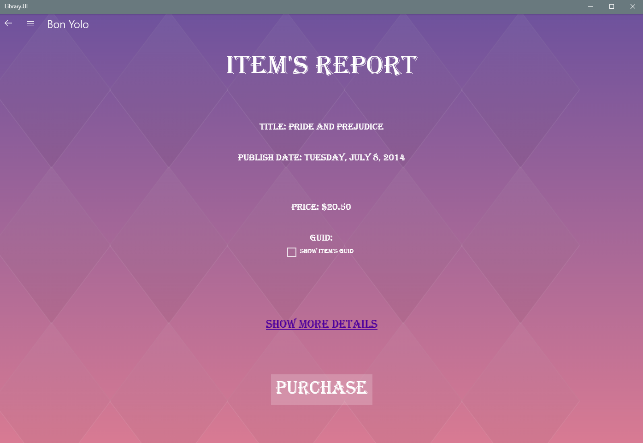 Library.UI
Bon Yolo
ITEM'S REPORT
TITLE: PRIDE AND PREJUDICE
PUBLISH DATE: TUESDAY, JULY 8, 2014
PRICE: $20.50
GUID:
SHOW ITEM'S GUID
SHOW MORE DETAILS
PURCHASE